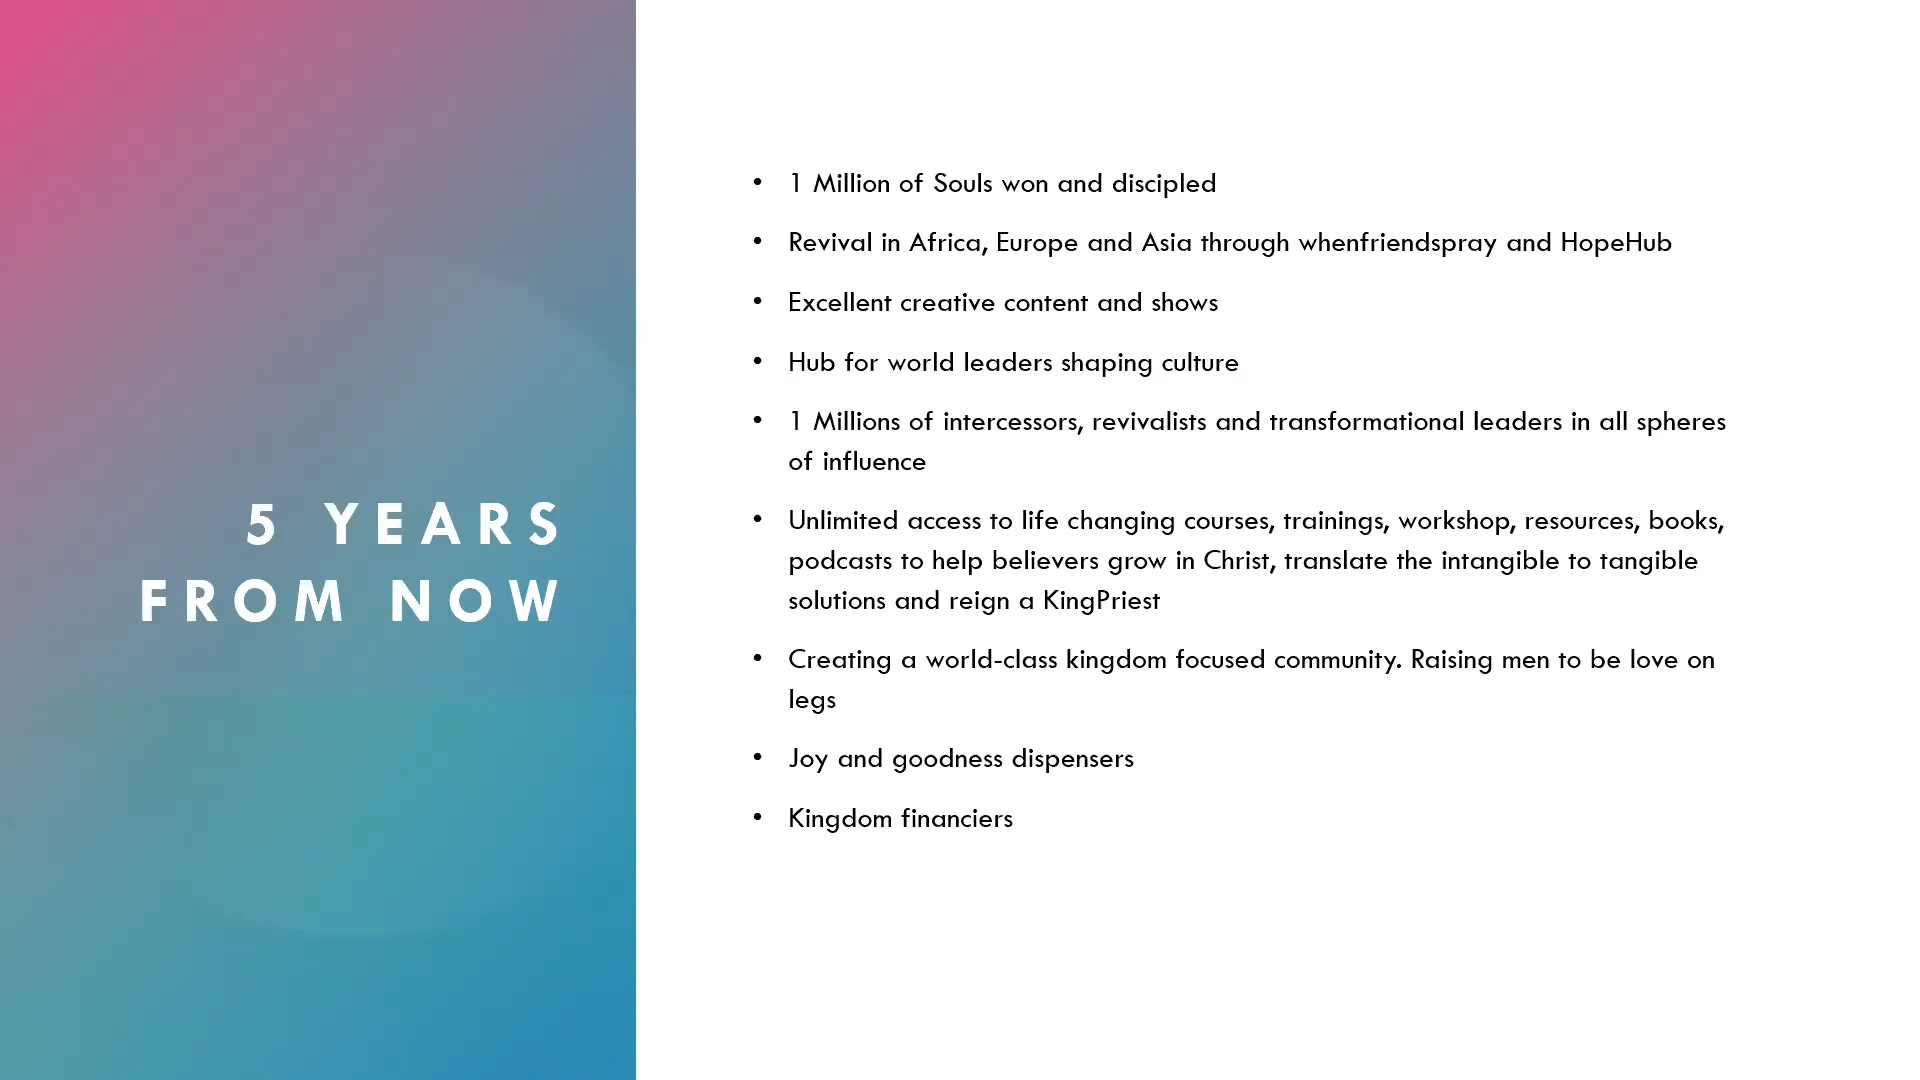 5 YEARS
FROM NOW
• 1 Million of Souls won and discipled
• Revival in Africa, Europe and Asia through whenfriendspray and HopeHub
• Excellent creative content and shows
• Hub for world leaders shaping culture
• 1 Millions of intercessors, revivalists and transformational leaders in all spheres
of influence
• Unlimited access to life changing courses, trainings, workshop, resources, books,
podcasts to help believers grow in Christ, translate the intangible to tangible
solutions and reign a KingPriest
• Creating a world-class kingdom focused community. Raising men to be love on
legs
• Joy and goodness dispensers
• Kingdom financiers